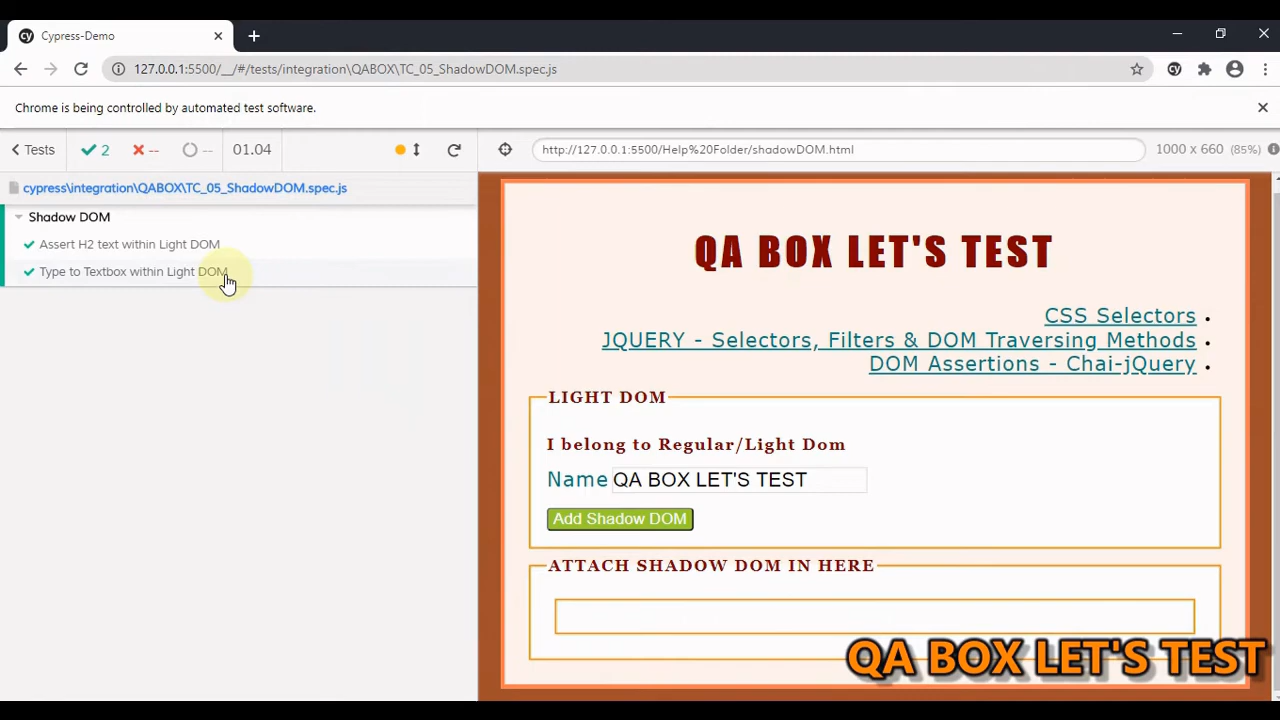 Cypress-Demo
127.0.0.1:5500/__/#/tests/integration\QABOX\TC_05_ShadowDOM.spec.js
Chrome is being controlled by automated test software.
Tests 2 -- -- 01.04
http://127.0.0.1:5500/Help%20Folder/shadowDOM.html 1000 x 660 (85%)
cypress\integration\QABOX\TC_05_ShadowDOM.spec.js
Shadow DOM
Assert H2 text within Light DOM
Type to Textbox within Light DOM
QA BOX LET'S TEST
CSS Selectors
JQUERY - Selectors, Filters & DOM Traversing Methods
DOM Assertions - Chai-jQuery
LIGHT DOM
I belong to Regular/Light Dom
Name QA BOX LET'S TEST
Add Shadow DOM
ATTACH SHADOW DOM IN HERE
QA BOX LET'S TEST